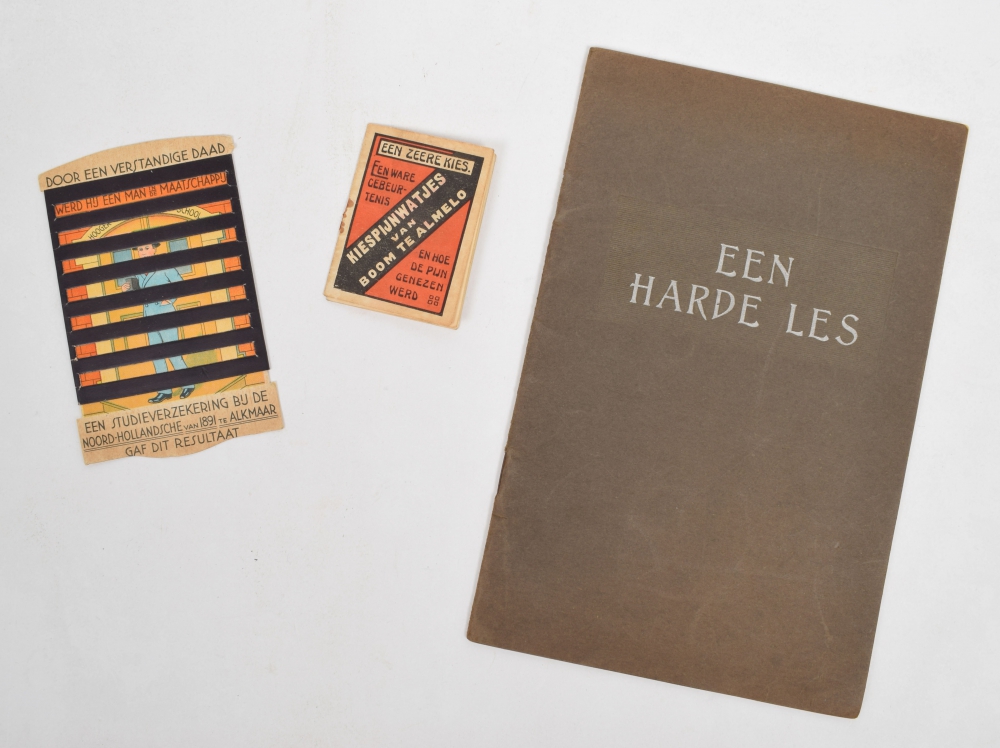 DOOR EEN VERSTANDIGE DAAD
WERD HIJ EEN MAN IN DE MAATSCHAPPIJ
HOOGERE SCHOOL
EEN STUDIEVERZEKERING BIJ DE
NOORD-HOLLANDSCHE VAN 1891 TE ALKMAAR
GAF DIT RESULTAAT
EEN ZEERE KIES.
EEN WARE
GEBEUR-
TENIS
KIESPIJNWATJES
VAN
BOOM TE ALMELO
EN HOE
DE PIJN
GENEZEN
WERD
EEN
HARDE LES